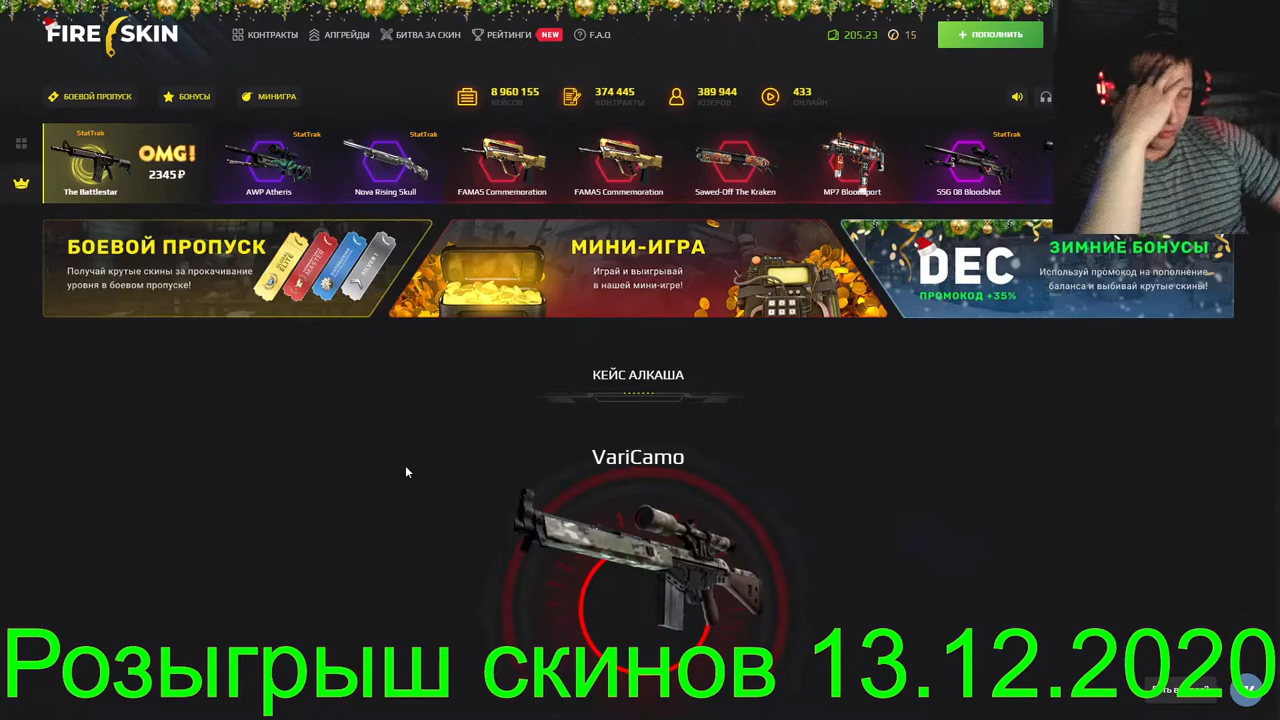 FIRE SKIN
КОНТРАКТЫ АПГРЕЙДЫ БИТВА ЗА СКИН РЕЙТИНГИ NEW F.A.Q
205.23 15
ПОПОЛНИТЬ
БОЕВОЙ ПРОПУСК БОНУСЫ МИНИГРА
8 960 155 КЕЙСОВ
374 445 КОНТРАКТЫ
389 944 ЮЗЕРОВ
433 ОНЛАЙН
StatTrak
OMG!
2345 ₽
The Battlestar
StatTrak
AWP Atheris
StatTrak
Nova Rising Skull
FAMAS Commemoration
FAMAS Commemoration
Sawed-Off The Kraken
MP7 Bloodsport
StatTrak
SSG 08 Bloodshot
БОЕВОЙ ПРОПУСК
Получай крутые скины за прокачивание
уровня в боевом пропуске!
МИНИ-ИГРА
Играй и выигрывай
в нашей мини-игре!
DEC
ПРОМОКОД +35%
ЗИМНИЕ БОНУСЫ
Используй промокод на пополнение
баланса и выбивай крутые скины!
КЕЙС АЛКАША
VariCamo
Розыгрыш скинов 13.12.2020